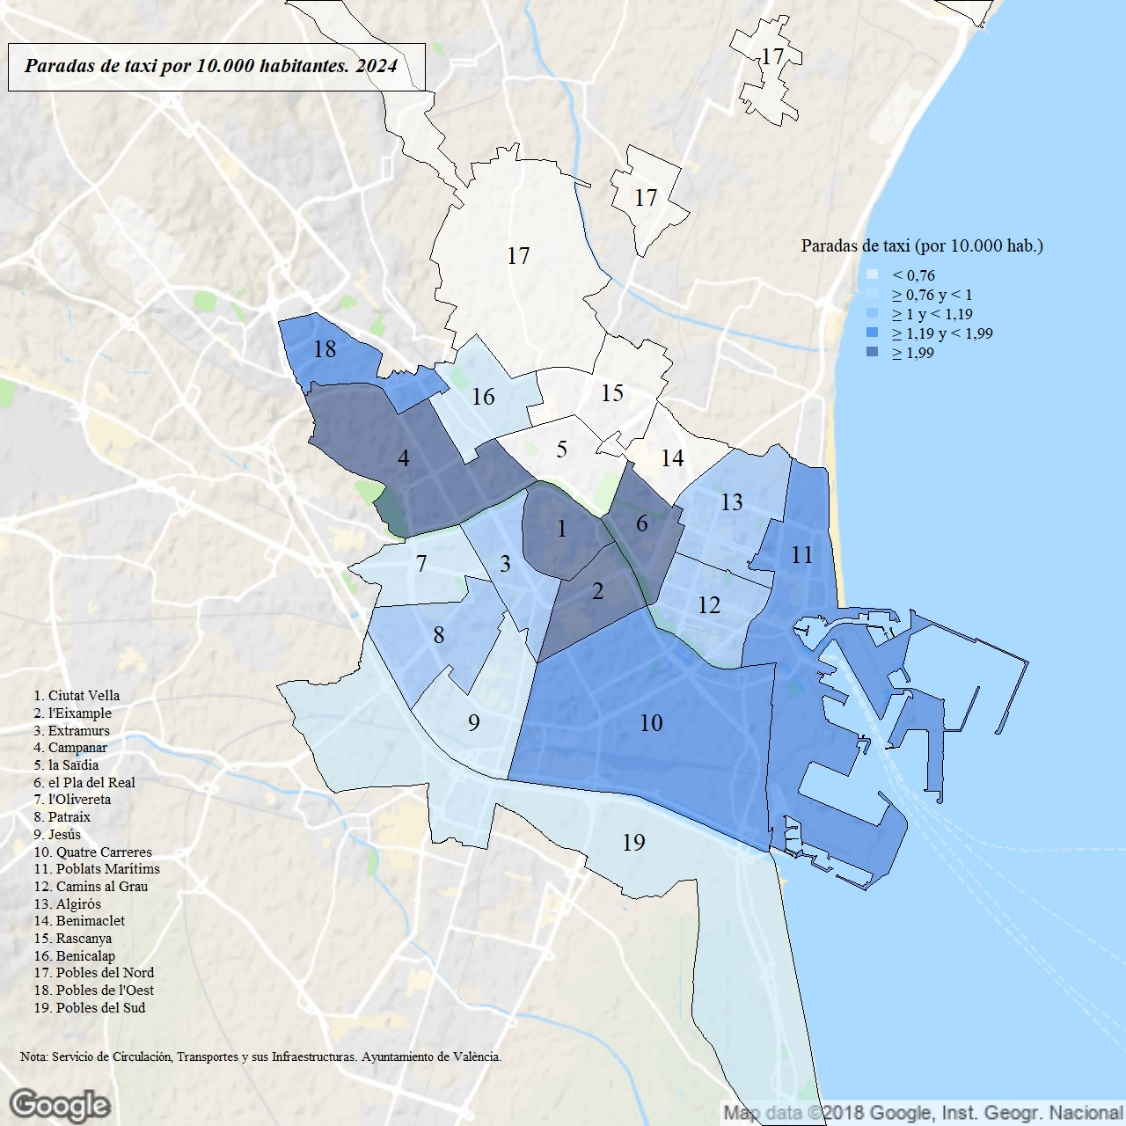 Paradas de taxi por 10.000 habitantes. 2024
17
17
17
Paradas de taxi (por 10.000 hab.)
< 0,76
≥ 0,76 y < 1
≥ 1 y < 1,19
≥ 1,19 y < 1,99
≥ 1,99
18
16
15
5
4
14
13
6
1
11
3
7
2
12
8
10
9
19
1. Ciutat Vella
2. l'Eixample
3. Extramurs
4. Campanar
5. la Saïdia
6. el Pla del Real
7. l'Olivereta
8. Patraix
9. Jesús
10. Quatre Carreres
11. Poblats Marítims
12. Camins al Grau
13. Algirós
14. Benimaclet
15. Rascanya
16. Benicalap
17. Pobles del Nord
18. Pobles de l'Oest
19. Pobles del Sud
Nota: Servicio de Circulación, Transportes y sus Infraestructuras. Ayuntamiento de València.
Google
Map data ©2018 Google, Inst. Geogr. Nacional